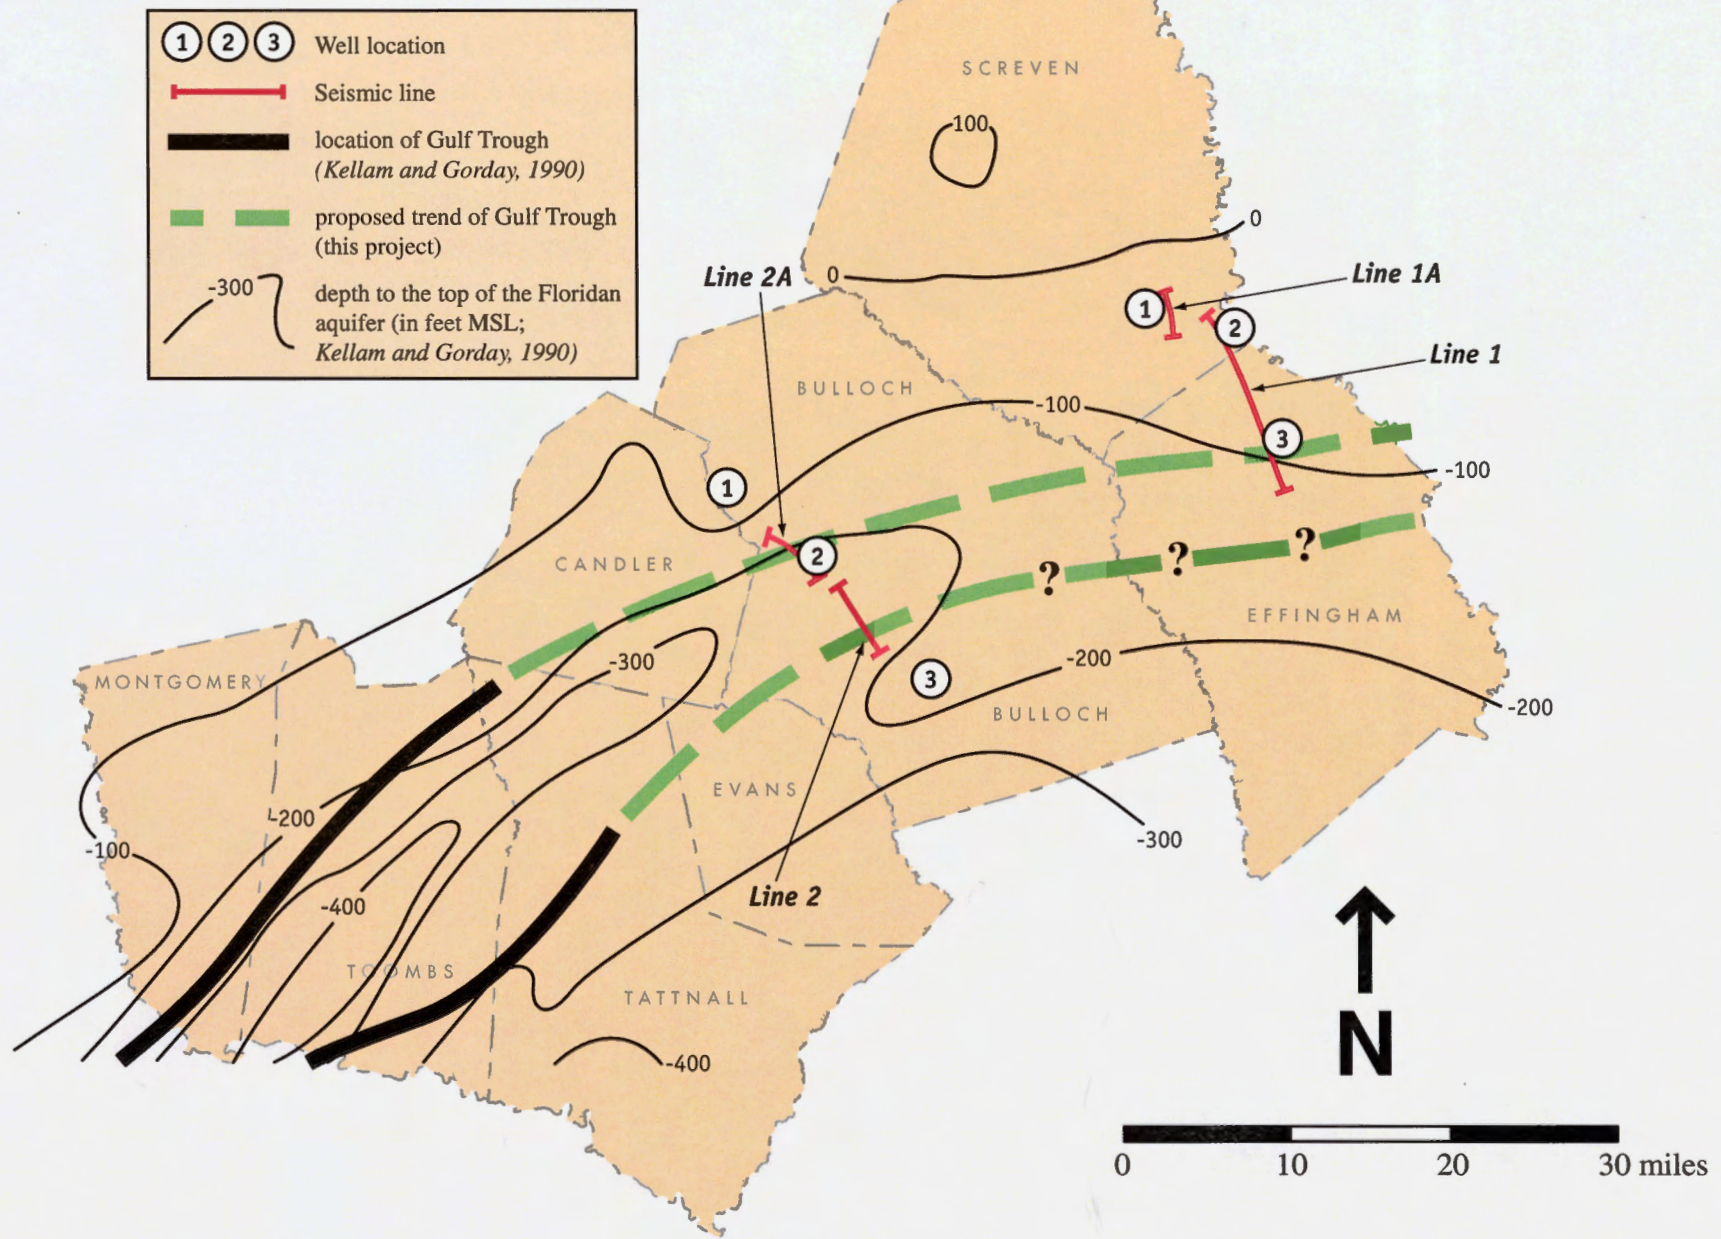 1 2 3 Well location
Seismic line
location of Gulf Trough
(Kellam and Gorday, 1990)
proposed trend of Gulf Trough
(this project)
-300
depth to the top of the Floridan
aquifer (in feet MSL;
Kellam and Gorday, 1990)
SCREVEN
100
0
0
Line 2A
Line 1A
1
2
Line 1
BULLOCH
-100
3
-100
1
2
CANDLER
?
?
?
EFFINGHAM
-300
-200
3
MONTGOMERY
BULLOCH
-200
EVANS
-200
-300
-100
Line 2
-400
TOOMBS
TATTNALL
-400
N
0 10 20 30 miles